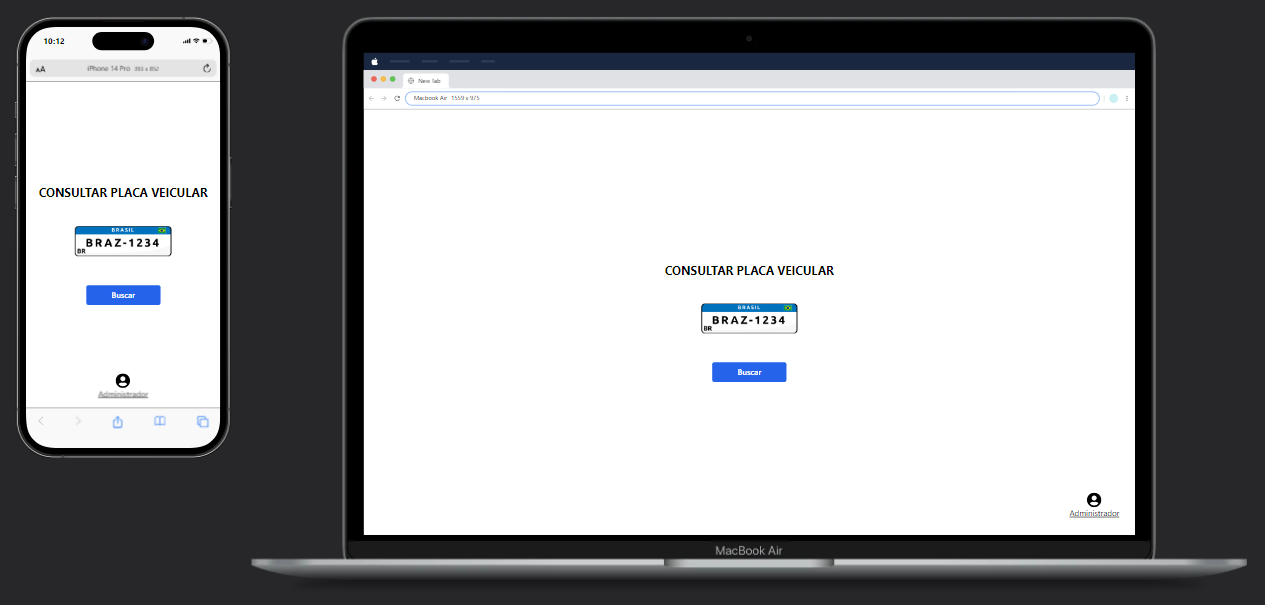 10:12
AA iPhone 14 Pro 393 x 852
CONSULTAR PLACA VEICULAR
BRASIL
BRAZ-1234
BR
Buscar
Administrador
New tab
Macbook Air 1559 x 975
CONSULTAR PLACA VEICULAR
BRASIL
BRAZ-1234
BR
Buscar
Administrador
MacBook Air